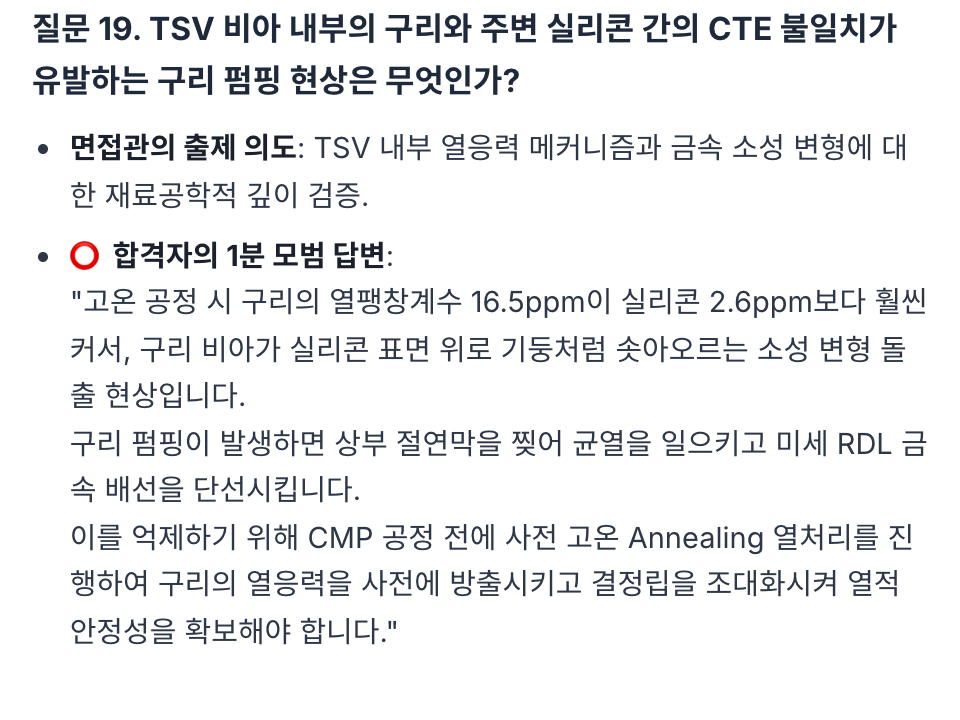 질문 19. TSV 비아 내부의 구리와 주변 실리콘 간의 CTE 불일치가
유발하는 구리 펌핑 현상은 무엇인가?
• 면접관의 출제 의도: TSV 내부 열응력 메커니즘과 금속 소성 변형에 대
한 재료공학적 깊이 검증.
• ⭕ 합격자의 1분 모범 답변:
"고온 공정 시 구리의 열팽창계수 16.5ppm이 실리콘 2.6ppm보다 훨씬
커서, 구리 비아가 실리콘 표면 위로 기둥처럼 솟아오르는 소성 변형 돌
출 현상입니다.
구리 펌핑이 발생하면 상부 절연막을 찢어 균열을 일으키고 미세 RDL 금
속 배선을 단선시킵니다.
이를 억제하기 위해 CMP 공정 전에 사전 고온 Annealing 열처리를 진
행하여 구리의 열응력을 사전에 방출시키고 결정립을 조대화시켜 열적
안정성을 확보해야 합니다."